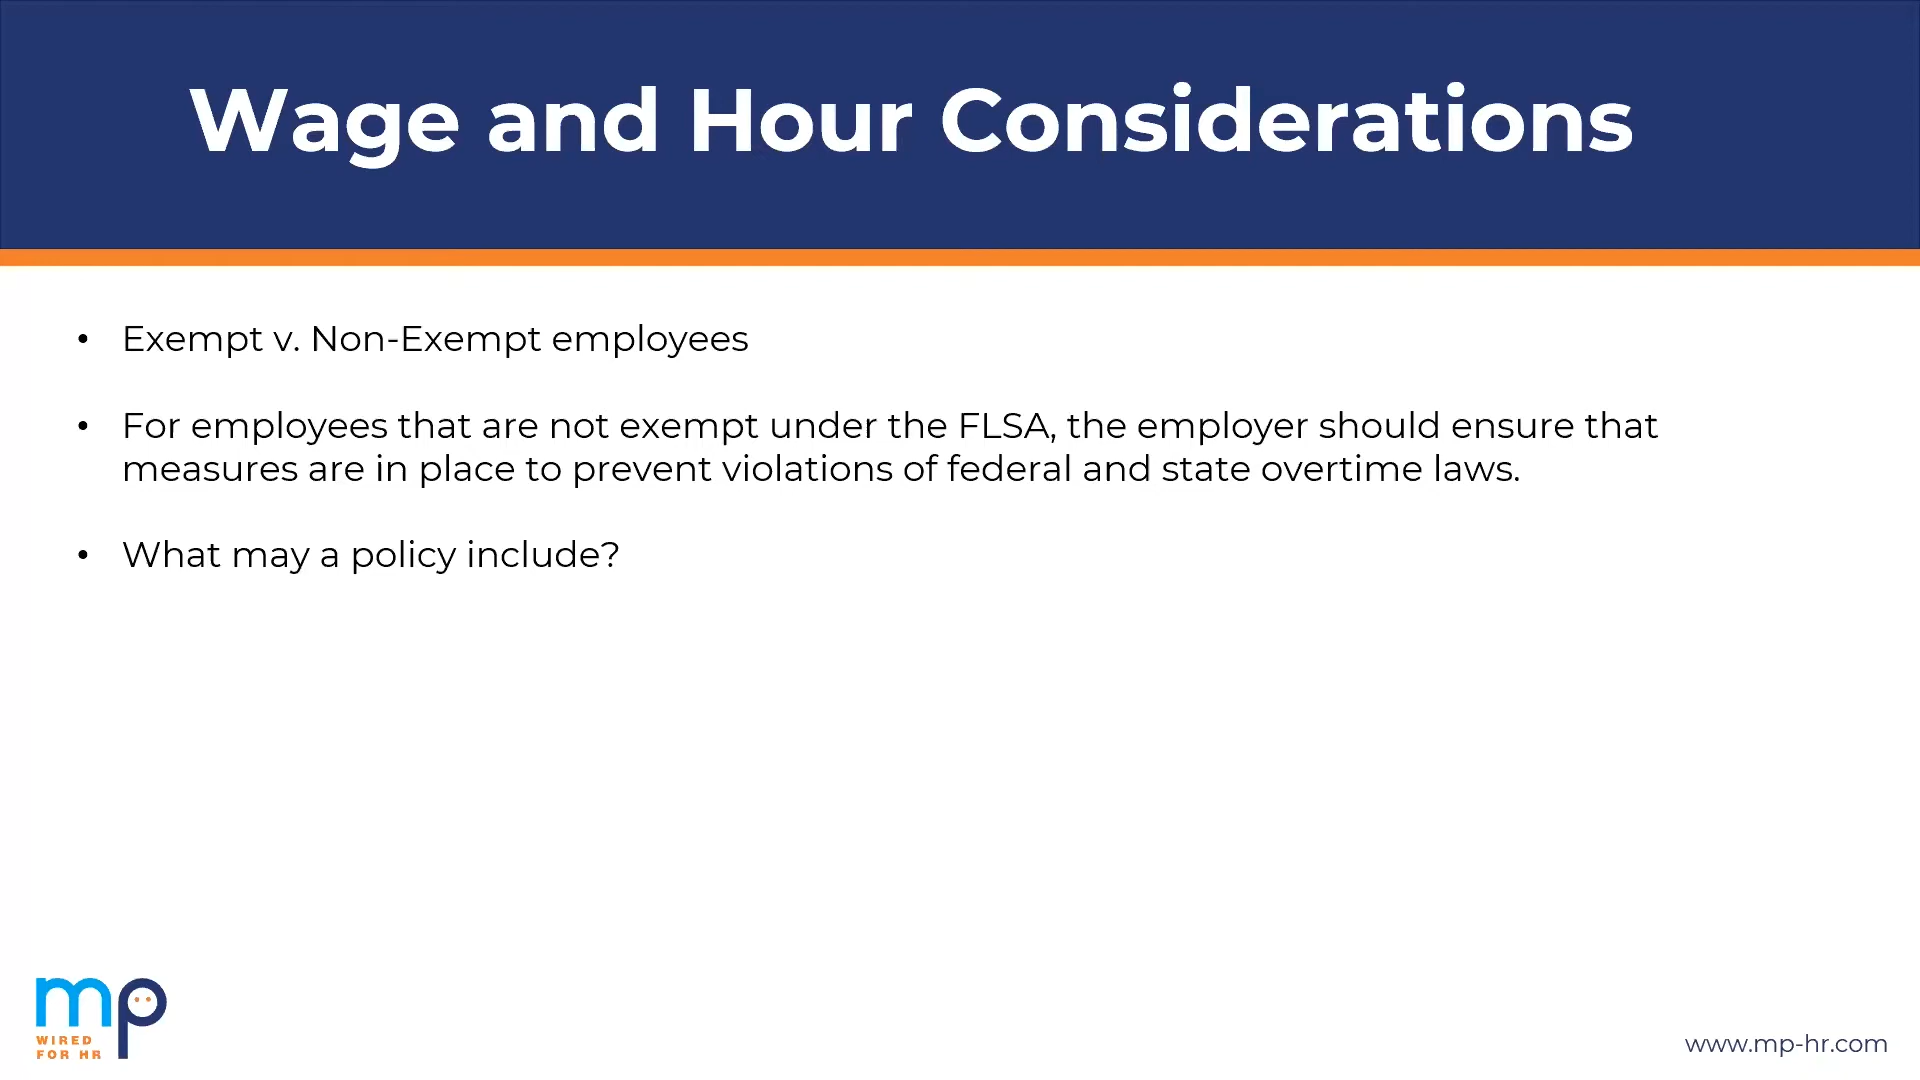 Wage and Hour Considerations
• Exempt v. Non-Exempt employees
• For employees that are not exempt under the FLSA, the employer should ensure that
measures are in place to prevent violations of federal and state overtime laws.
• What may a policy include?
mp
WIRED
FOR HR
www.mp-hr.com